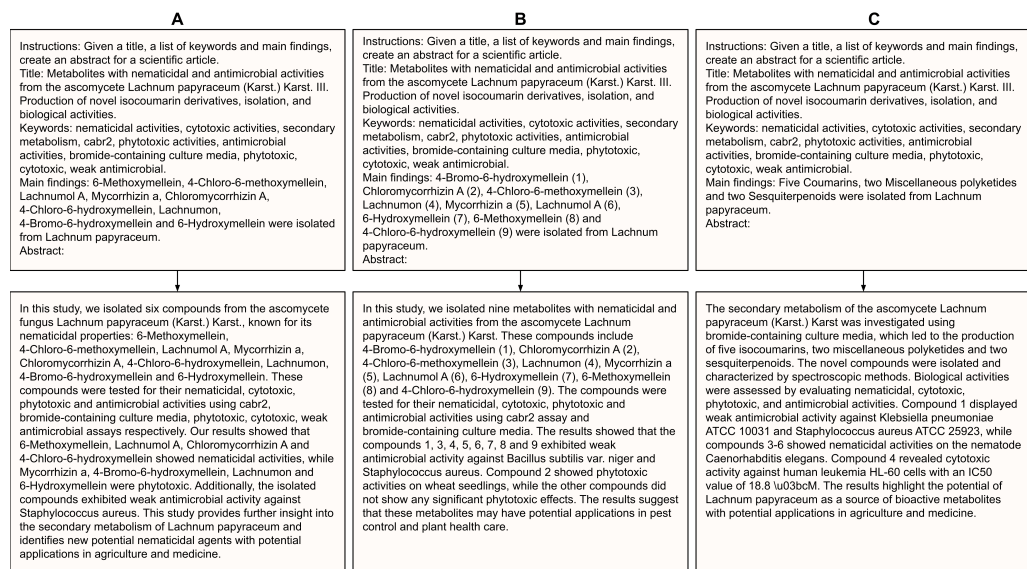 A
Instructions: Given a title, a list of keywords and main findings,
create an abstract for a scientific article.
Title: Metabolites with nematicidal and antimicrobial activities
from the ascomycete Lachnum papyraceum (Karst.) Karst. III.
Production of novel isocoumarin derivatives, isolation, and
biological activities.
Keywords: nematicidal activities, cytotoxic activities, secondary
metabolism, cabr2, phytotoxic activities, antimicrobial
activities, bromide-containing culture media, phytotoxic,
cytotoxic, weak antimicrobial.
Main findings: 6-Methoxymellein, 4-Chloro-6-methoxymellein,
Lachnumol A, Mycorrhizin a, Chloromycorrhizin A,
4-Chloro-6-hydroxymellein, Lachnumon,
4-Bromo-6-hydroxymellein and 6-Hydroxymellein were isolated
from Lachnum papyraceum.
Abstract:
In this study, we isolated six compounds from the ascomycete
fungus Lachnum papyraceum (Karst.) Karst., known for its
nematicidal properties: 6-Methoxymellein,
4-Chloro-6-methoxymellein, Lachnumol A, Mycorrhizin a,
Chloromycorrhizin A, 4-Chloro-6-hydroxymellein, Lachnumon,
4-Bromo-6-hydroxymellein and 6-Hydroxymellein. These
compounds were tested for their nematicidal, cytotoxic,
phytotoxic and antimicrobial activities using cabr2,
bromide-containing culture media, phytotoxic, cytotoxic, weak
antimicrobial assays respectively. Our results showed that
6-Methoxymellein, Lachnumol A, Chloromycorrhizin A and
4-Chloro-6-hydroxymellein showed nematicidal activities, while
Mycorrhizin a, 4-Bromo-6-hydroxymellein, Lachnumon and
6-Hydroxymellein were phytotoxic. Additionally, the isolated
compounds exhibited weak antimicrobial activity against
Staphylococcus aureus. This study provides further insight into
the secondary metabolism of Lachnum papyraceum and
identifies new potential nematicidal agents with potential
applications in agriculture and medicine.
B
Instructions: Given a title, a list of keywords and main findings,
create an abstract for a scientific article.
Title: Metabolites with nematicidal and antimicrobial activities
from the ascomycete Lachnum papyraceum (Karst.) Karst. III.
Production of novel isocoumarin derivatives, isolation, and
biological activities.
Keywords: nematicidal activities, cytotoxic activities, secondary
metabolism, cabr2, phytotoxic activities, antimicrobial
activities, bromide-containing culture media, phytotoxic,
cytotoxic, weak antimicrobial.
Main findings: 4-Bromo-6-hydroxymellein (1),
Chloromycorrhizin A (2), 4-Chloro-6-methoxymellein (3),
Lachnumon (4), Mycorrhizin a (5), Lachnumol A (6),
6-Hydroxymellein (7), 6-Methoxymellein (8) and
4-Chloro-6-hydroxymellein (9) were isolated from Lachnum
papyraceum.
Abstract:
In this study, we isolated nine metabolites with nematicidal and
antimicrobial activities from the ascomycete Lachnum
papyraceum (Karst.) Karst. These compounds include
4-Bromo-6-hydroxymellein (1), Chloromycorrhizin A (2),
4-Chloro-6-methoxymellein (3), Lachnumon (4), Mycorrhizin a
(5), Lachnumol A (6), 6-Hydroxymellein (7), 6-Methoxymellein
(8) and 4-Chloro-6-hydroxymellein (9). The compounds were
tested for their nematicidal, cytotoxic, phytotoxic and
antimicrobial activities using cabr2 assay and
bromide-containing culture media. The results showed that the
compounds 1, 3, 4, 5, 6, 7, 8 and 9 exhibited weak
antimicrobial activity against Bacillus subtilis var. niger and
Staphylococcus aureus. Compound 2 showed phytotoxic
activities on wheat seedlings, while the other compounds did
not show any significant phytotoxic effects. The results suggest
that these metabolites may have potential applications in pest
control and plant health care.
C
Instructions: Given a title, a list of keywords and main findings,
create an abstract for a scientific article.
Title: Metabolites with nematicidal and antimicrobial activities
from the ascomycete Lachnum papyraceum (Karst.) Karst. III.
Production of novel isocoumarin derivatives, isolation, and
biological activities.
Keywords: nematicidal activities, cytotoxic activities, secondary
metabolism, cabr2, phytotoxic activities, antimicrobial
activities, bromide-containing culture media, phytotoxic,
cytotoxic, weak antimicrobial.
Main findings: Five Coumarins, two Miscellaneous polyketides
and two Sesquiterpenoids were isolated from Lachnum
papyraceum.
Abstract:
The secondary metabolism of the ascomycete Lachnum
papyraceum (Karst.) Karst was investigated using
bromide-containing culture media, which led to the production
of five isocoumarins, two miscellaneous polyketides and two
sesquiterpenoids. The novel compounds were isolated and
characterized by spectroscopic methods. Biological activities
were assessed by evaluating nematicidal, cytotoxic,
phytotoxic, and antimicrobial activities. Compound 1 displayed
weak antimicrobial activity against Klebsiella pneumoniae
ATCC 10031 and Staphylococcus aureus ATCC 25923, while
compounds 3-6 showed nematicidal activities on the nematode
Caenorhabditis elegans. Compound 4 revealed cytotoxic
activity against human leukemia HL-60 cells with an IC50
value of 18.8 \u03bcM. The results highlight the potential of
Lachnum papyraceum as a source of bioactive metabolites
with potential applications in agriculture and medicine.